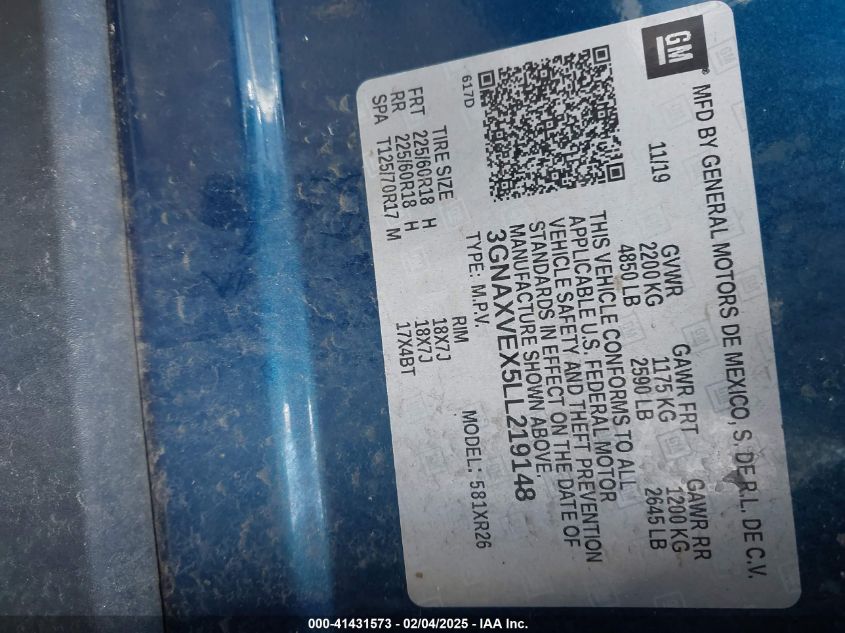 GM
MFD BY GENERAL MOTORS DE MEXICO, S. DE R.L. DE C.V.
11/19 GVWR GAWR FRT GAWR RR
2200 KG 1175 KG 1200 KG
4850 LB 2590 LB 2645 LB
THIS VEHICLE CONFORMS TO ALL
APPLICABLE U.S. FEDERAL MOTOR
VEHICLE SAFETY AND THEFT PREVENTION
STANDARDS IN EFFECT ON THE DATE OF
MANUFACTURE SHOWN ABOVE.
617D
3GNAXVEX5LL219148
TYPE: M.P.V. MODEL: 581XR26
TIRE SIZE RIM
FRT 225/60R18 H 18X7J
RR 225/60R18 H 18X7J
SPA T125/70R17 M 17X4BT
000-41431573 - 02/04/2025 - IAA Inc.